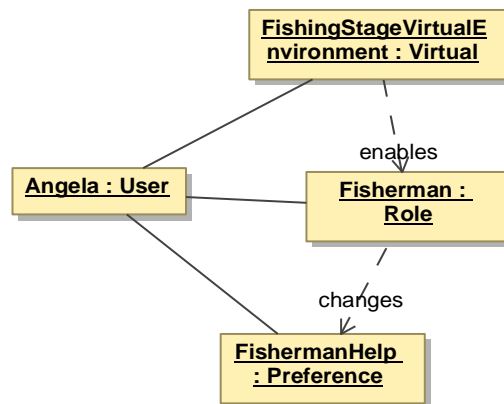 FishingStageVirtualE
nvironment : Virtual
enables
Angela : User
Fisherman :
Role
changes
FishermanHelp
: Preference